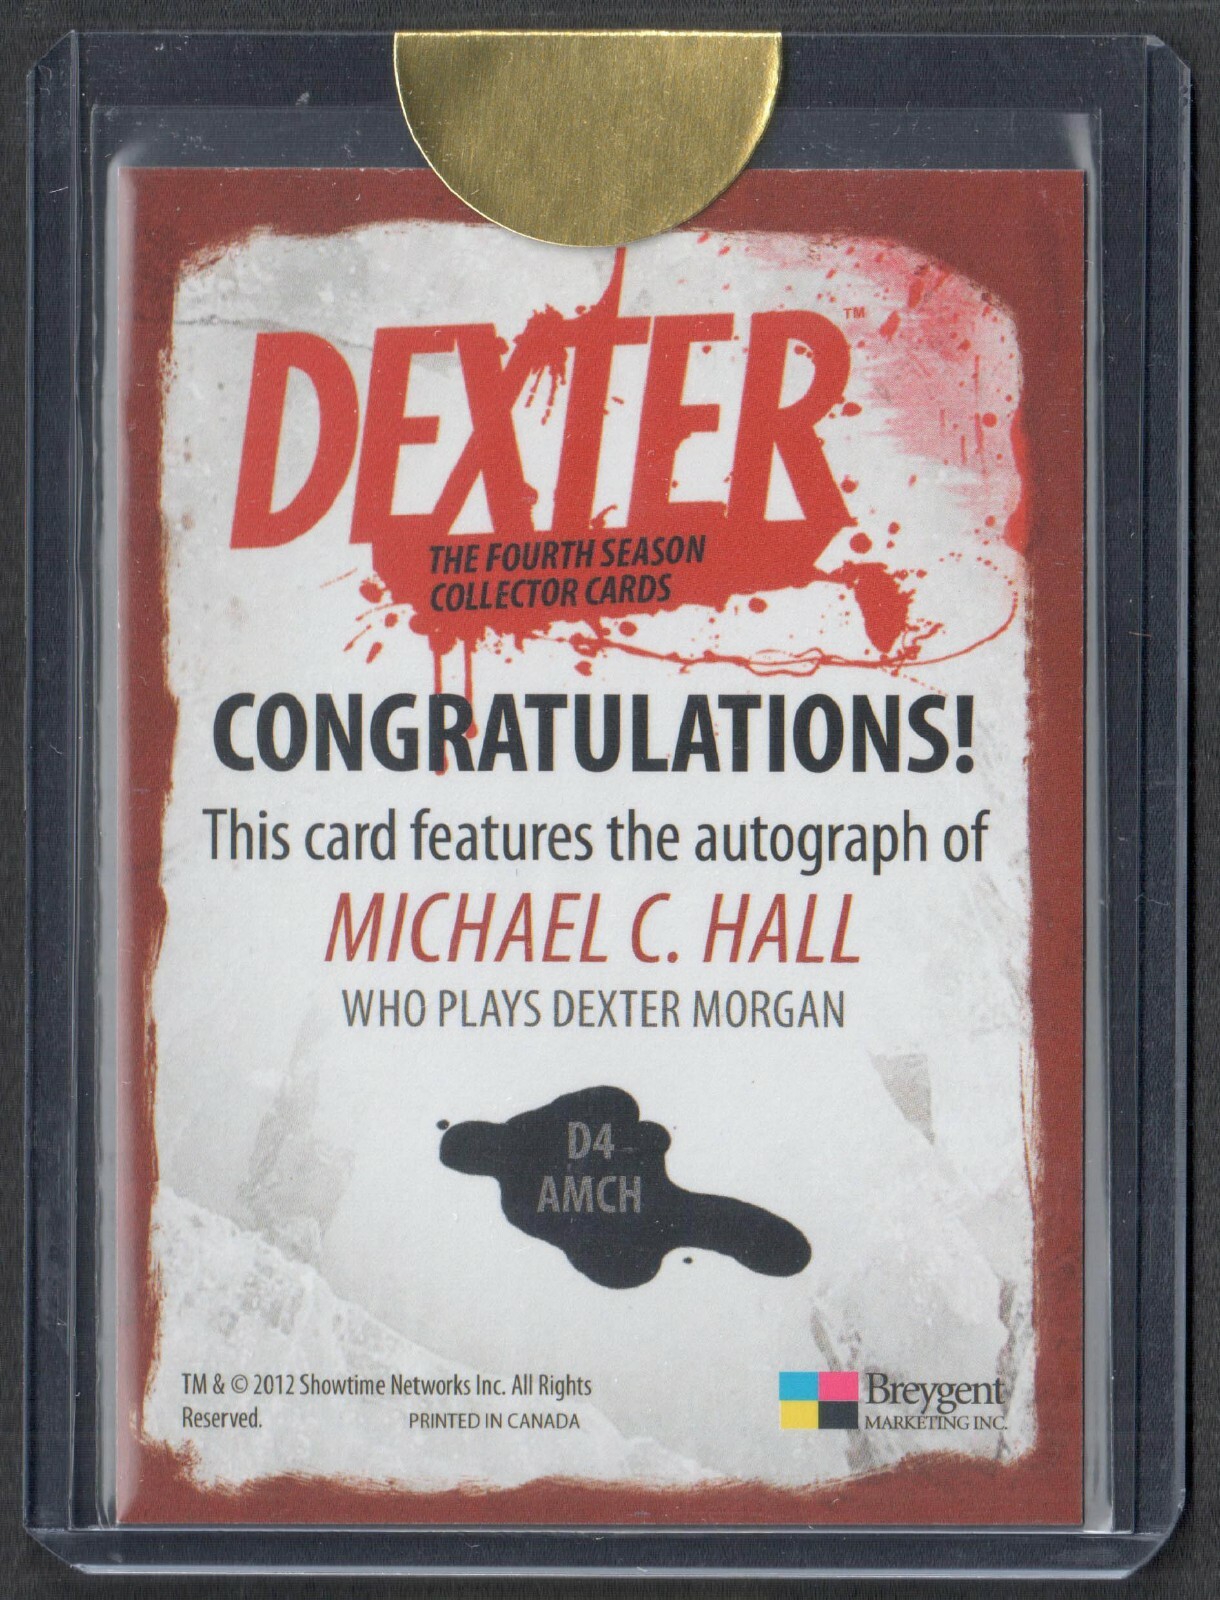 DEXTER™
THE FOURTH SEASON
COLLECTOR CARDS
CONGRATULATIONS!
This card features the autograph of
MICHAEL C. HALL
WHO PLAYS DEXTER MORGAN
D4
AMCH
TM & © 2012 Showtime Networks Inc. All Rights
Reserved.
PRINTED IN CANADA
Breygent
MARKETING INC.